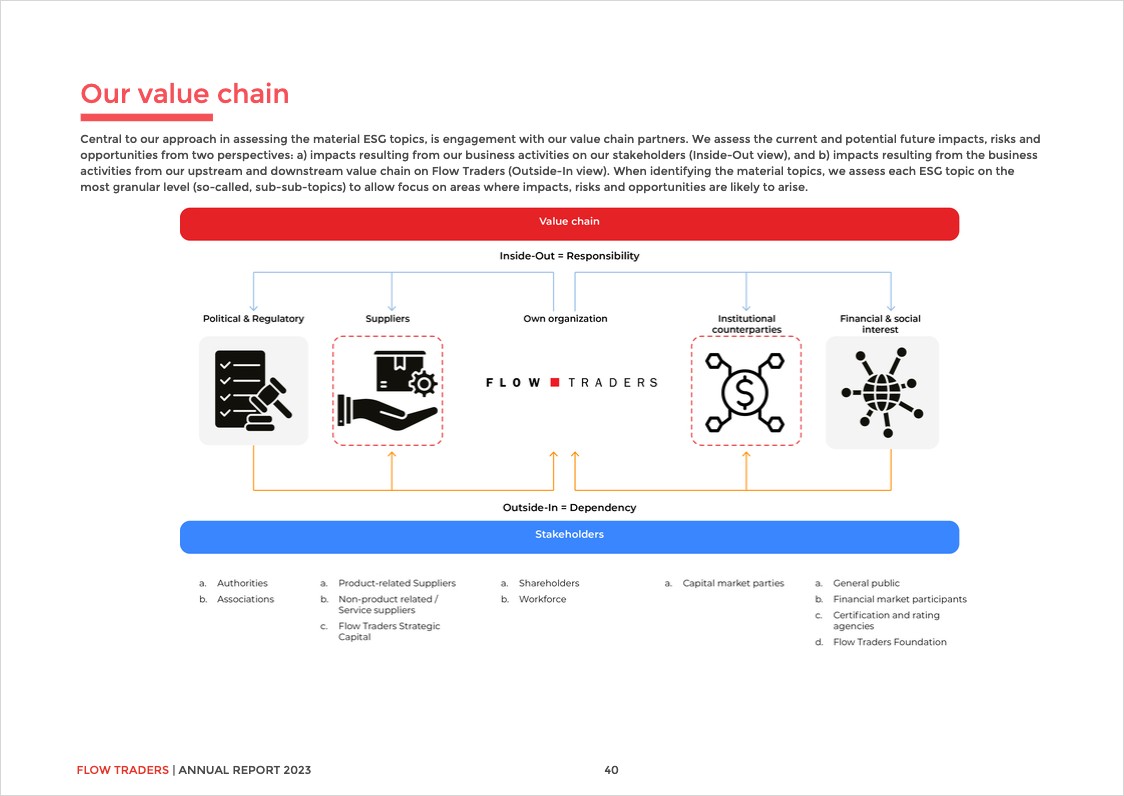 Our value chain
Central to our approach in assessing the material ESG topics, is engagement with our value chain partners. We assess the current and potential future impacts, risks and
opportunities from two perspectives: a) impacts resulting from our business activities on our stakeholders (Inside-Out view), and b) impacts resulting from the business
activities from our upstream and downstream value chain on Flow Traders (Outside-In view). When identifying the material topics, we assess each ESG topic on the
most granular level (so-called, sub-sub-topics) to allow focus on areas where impacts, risks and opportunities are likely to arise.
Value chain
Inside-Out = Responsibility
Political & Regulatory
Suppliers
Own organization
Institutional
counterparties
Financial & social
interest
FLOW TRADERS
Outside-In = Dependency
Stakeholders
a. Authorities
b. Associations
a. Product-related Suppliers
b. Non-product related /
Service suppliers
c. Flow Traders Strategic
Capital
a. Shareholders
b. Workforce
a. Capital market parties
a. General public
b. Financial market participants
c. Certification and rating
agencies
d. Flow Traders Foundation
FLOW TRADERS | ANNUAL REPORT 2023
40